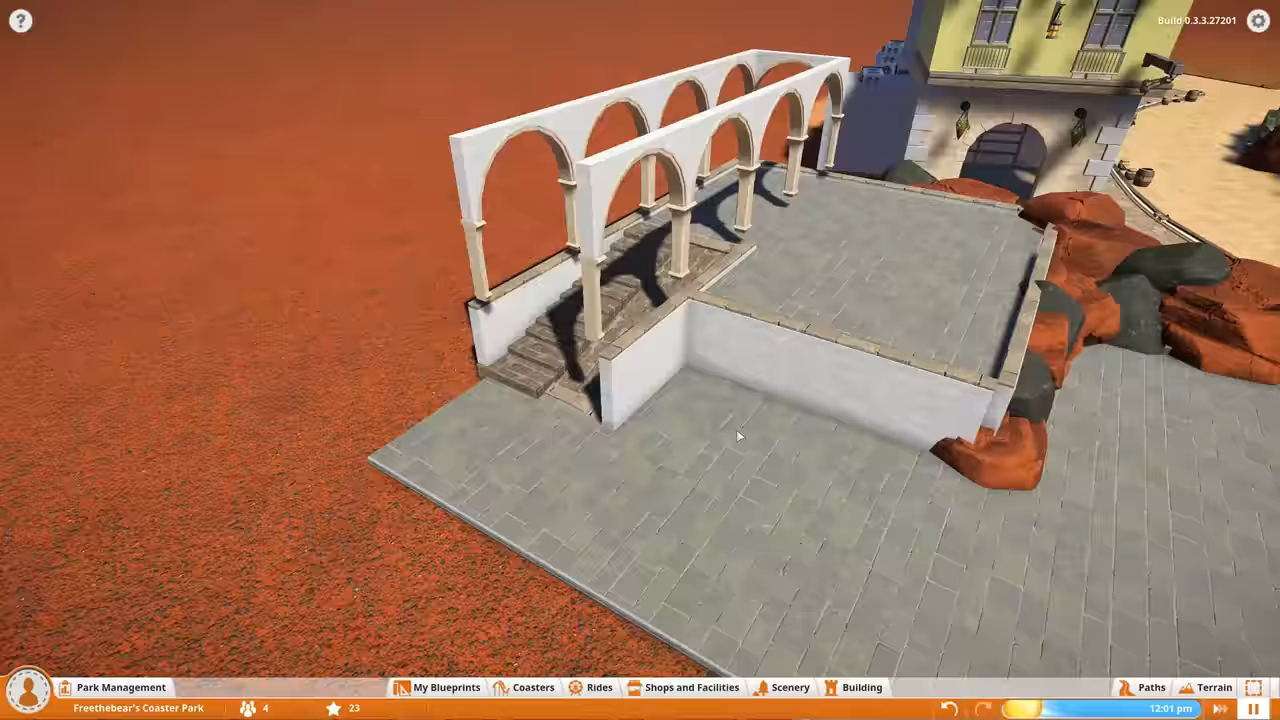 ?
Build 0.3.3.27201
Park Management
My Blueprints
Coasters
Rides
Shops and Facilities
Scenery
Building
Paths
Terrain
Freethebear's Coaster Park
4
23
12:01 pm